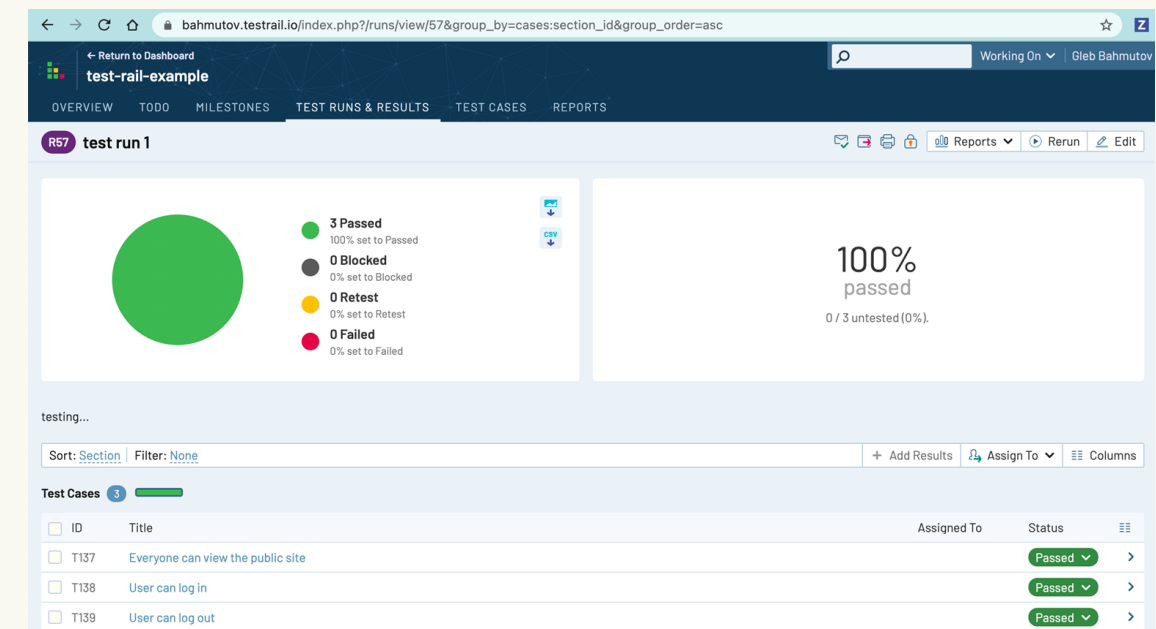 bahmutov.testrail.io/index.php?/runs/view/57&group_by=cases:section_id&group_order=asc
Z
← Return to Dashboard
test-rail-example
Working On
Gleb Bahmutov
OVERVIEW TODO MILESTONES TEST RUNS & RESULTS TEST CASES REPORTS
R57 test run 1
Reports Rerun Edit
3 Passed
100% set to Passed
0 Blocked
0% set to Blocked
0 Retest
0% set to Retest
0 Failed
0% set to Failed
CSV
100%
passed
0 / 3 untested (0%).
testing...
Sort: Section Filter: None + Add Results Assign To Columns
Test Cases 3
ID Title Assigned To Status
T137 Everyone can view the public site Passed
T138 User can log in Passed
T139 User can log out Passed